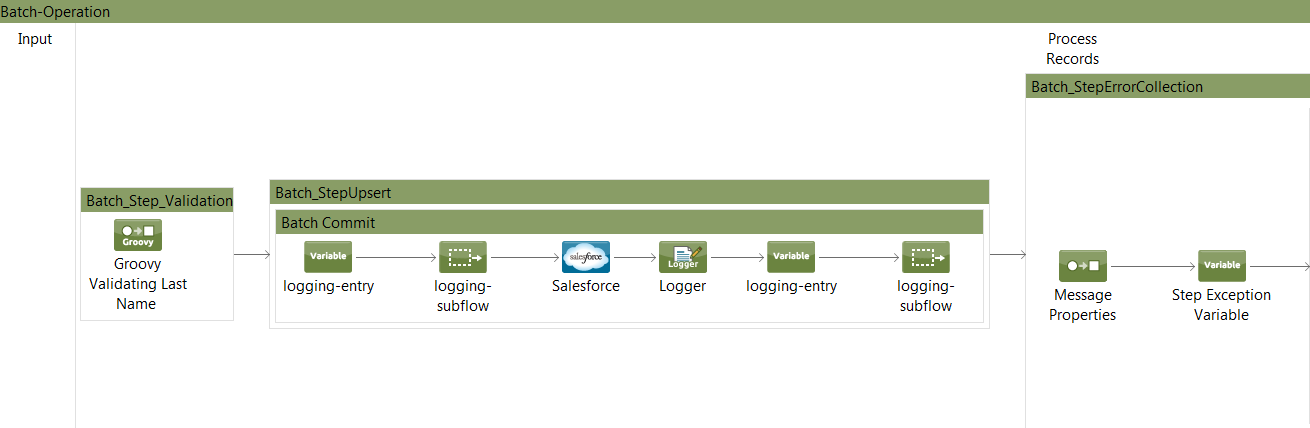 Batch-Operation
Input
Process
Records
Batch_StepErrorCollection
Batch_Step_Validation
Groovy
Groovy
Validating Last
Name
Batch_StepUpsert
Batch Commit
Variable
logging-entry
logging-
subflow
salesforce
Salesforce
Logger
Logger
Variable
logging-entry
logging-
subflow
Message
Properties
Variable
Step Exception
Variable